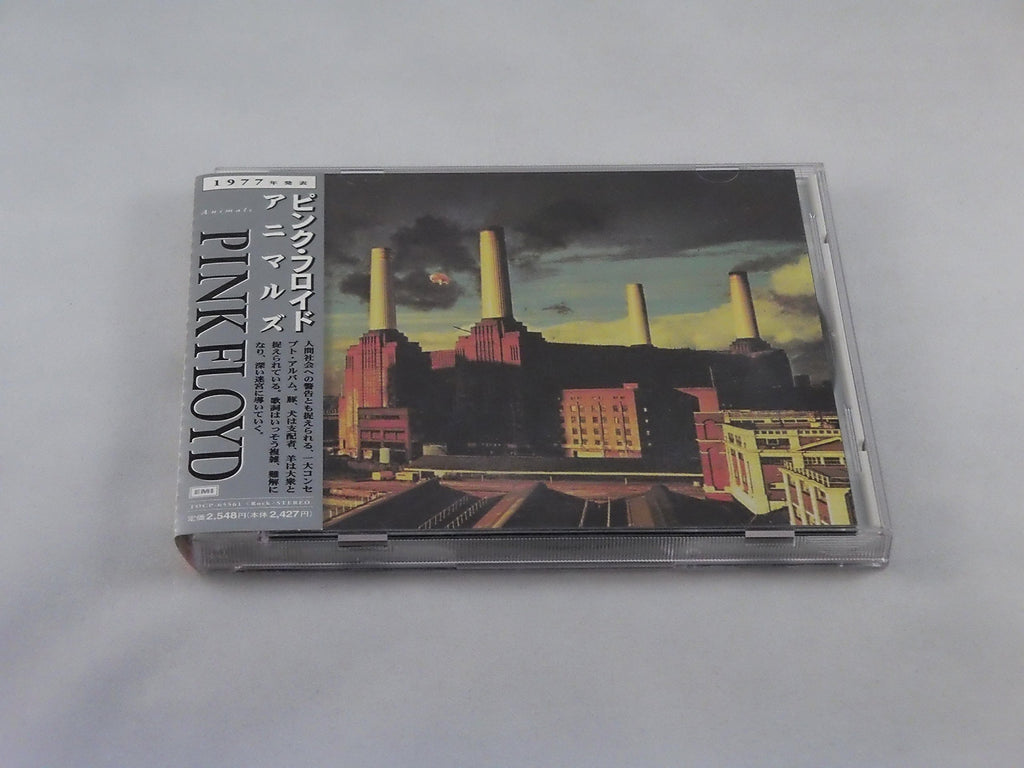 1977年発表
Animals
PINK FLOYD
ピンク・フロイド
アニマルズ
人間社会への警告とも捉えられる、一大コンセ
プト・アルバム。豚、犬は支配者、羊は大衆と
捉えられている。歌詞はいっそう複雑、難解に
なり、深い迷宮に導いていく。
EMI
TOCP-65561 <Rock> STEREO
定価2,548円(本体2,427円)